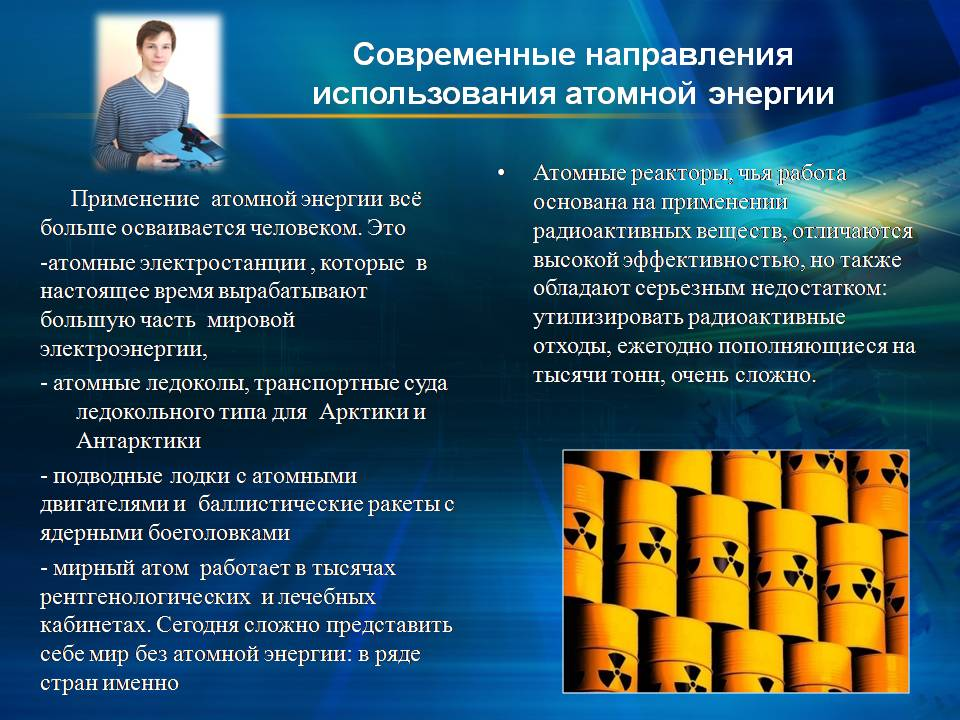 Современные направления
использования атомной энергии
Применение атомной энергии всё
больше осваивается человеком. Это
-атомные электростанции , которые в
настоящее время вырабатывают
большую часть мировой
электроэнергии,
- атомные ледоколы, транспортные суда
ледокольного типа для Арктики и
Антарктики
- подводные лодки с атомными
двигателями и баллистические ракеты с
ядерными боеголовками
- мирный атом работает в тысячах
рентгенологических и лечебных
кабинетах. Сегодня сложно представить
себе мир без атомной энергии: в ряде
стран именно
• Атомные реакторы, чья работа
основана на применении
радиоактивных веществ, отличаются
высокой эффективностью, но также
обладают серьезным недостатком:
утилизировать радиоактивные
отходы, ежегодно пополняющиеся на
тысячи тонн, очень сложно.